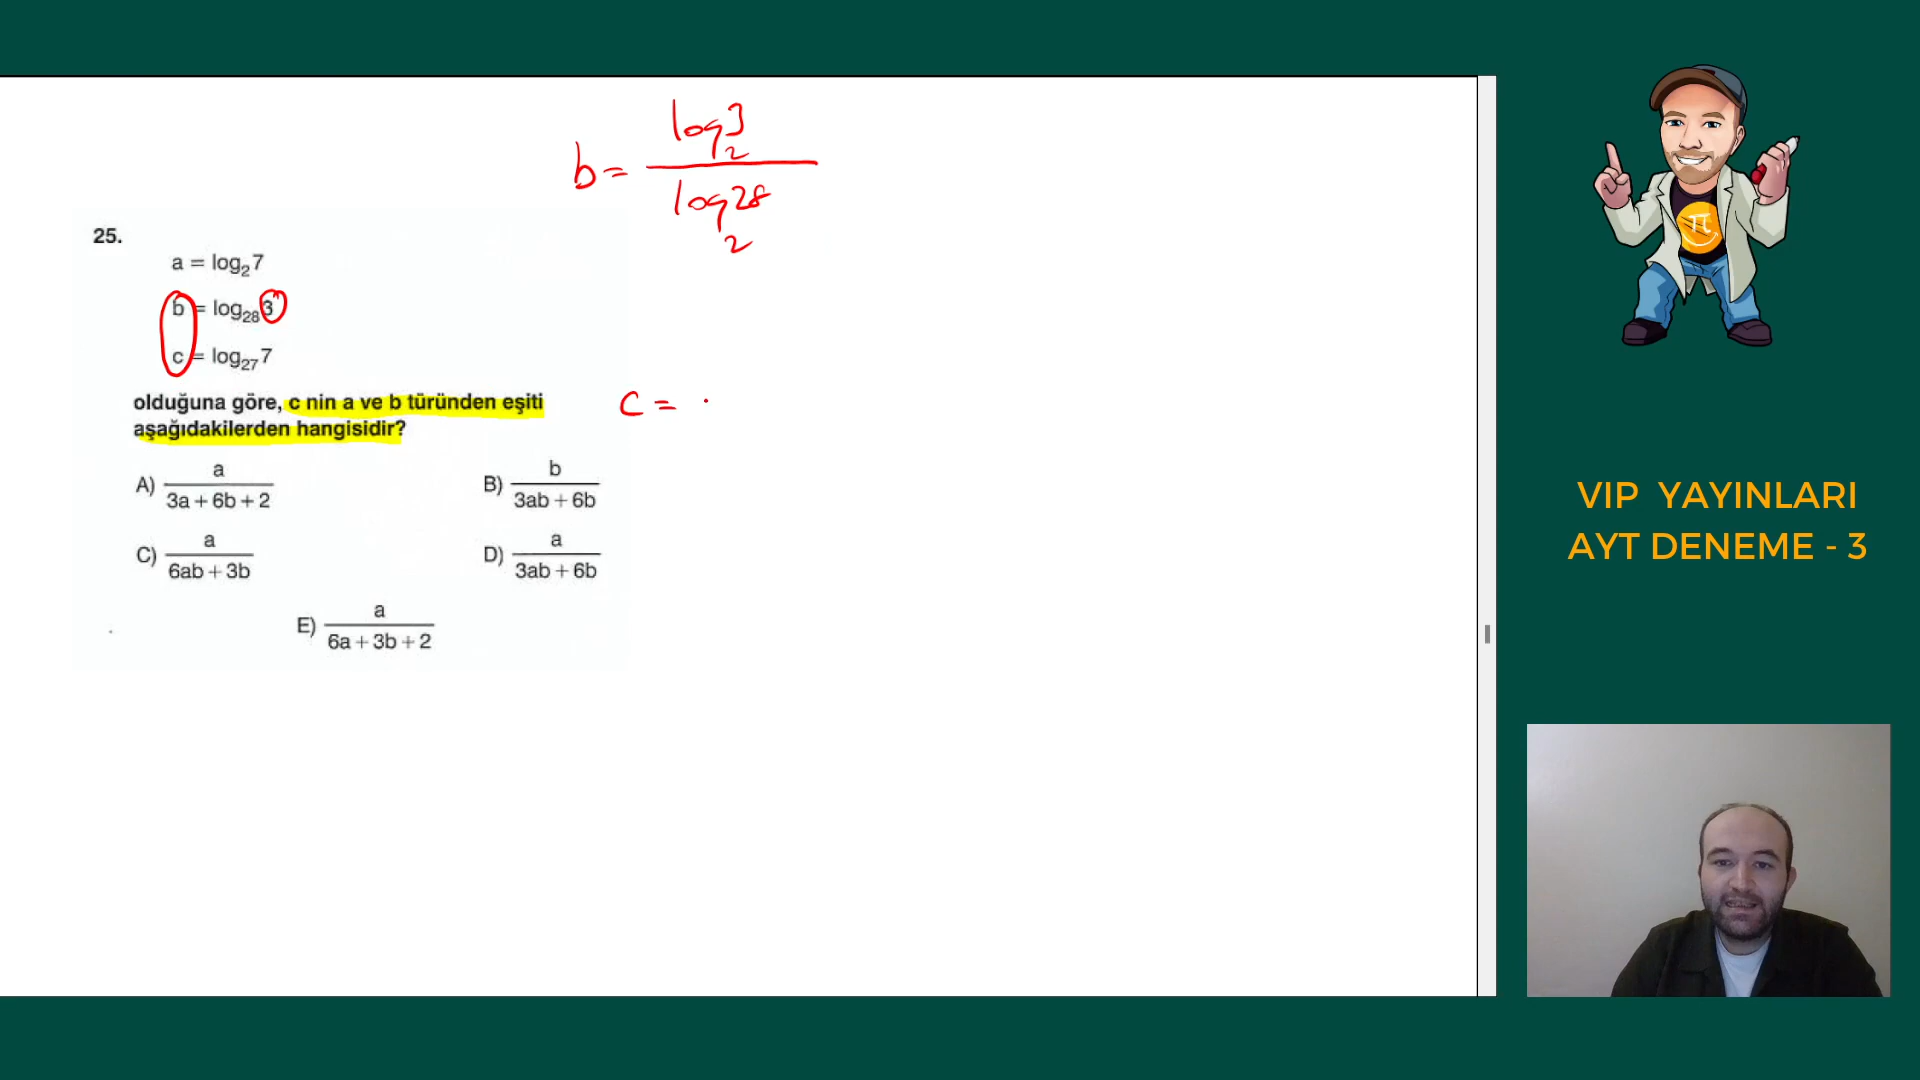 b = log₂3 / log₂28
25.
a = log₂7
b = log₂₈3
c = log₂₇7
olduğuna göre, c nin a ve b türünden eşiti
aşağıdakilerden hangisidir?
c = .
A) a / (3a + 6b + 2)
B) b / (3ab + 6b)
C) a / (6ab + 3b)
D) a / (3ab + 6b)
E) a / (6a + 3b + 2)
π
VIP YAYINLARI
AYT DENEME - 3